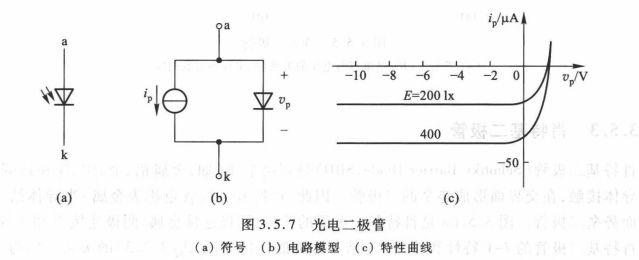 a
k
(a)
a
i_p
+
v_p
−
k
(b)
i_p/μA
−10 −8 −6 −4 −2 0 v_p/V
E=200 lx
400
−50
(c)
图 3.5.7 光电二极管
(a) 符号 (b) 电路模型 (c) 特性曲线